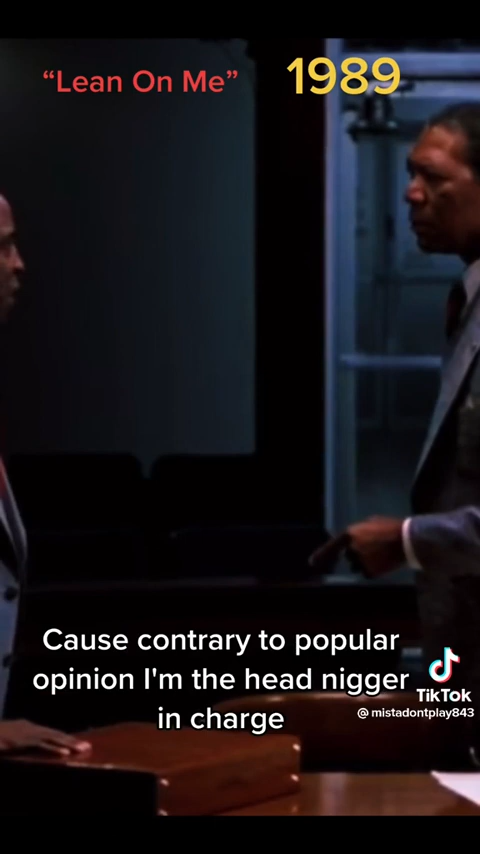 “Lean On Me” 1989
Cause contrary to popular
opinion I'm the head nigger
in charge
TikTok
@mistadontplay843